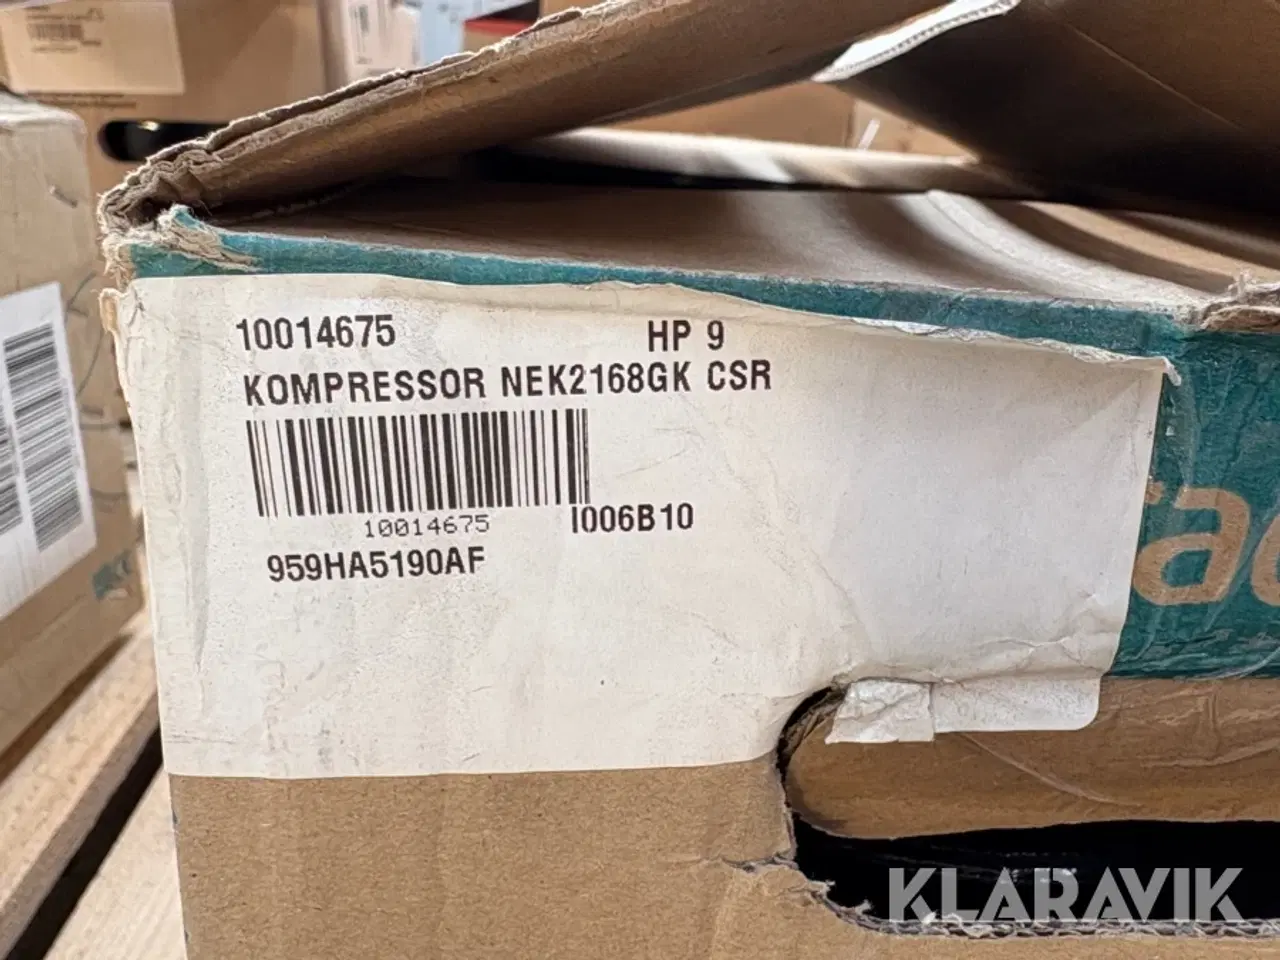 10014675 HP 9
KOMPRESSOR NEK2168GK CSR
10014675 I006B10
959HA5190AF
KLARAVIK